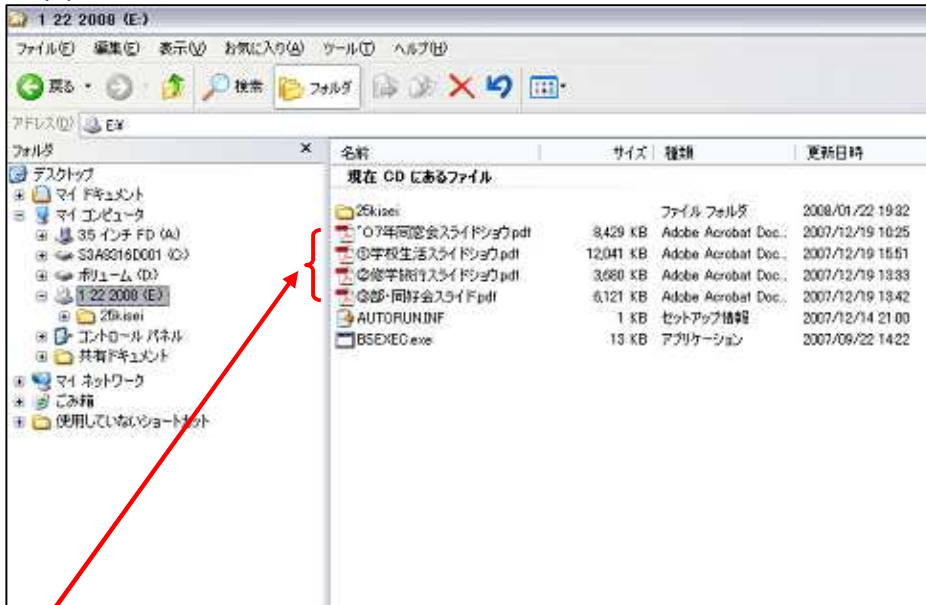 1 22 2008 (E:)
ファイル(F) 編集(E) 表示(V) お気に入り(A) ツール(T) ヘルプ(H)
戻る 検索 フォルダ
アドレス(D) E:¥
フォルダ ×
デスクトップ
マイ ドキュメント
マイ コンピュータ
3.5 インチ FD (A:)
S3A9316D001 (C:)
ボリューム (D:)
1 22 2008 (E:)
25kisei
コントロール パネル
共有ドキュメント
マイ ネットワーク
ごみ箱
使用していないショートカット
名前 サイズ 種類 更新日時
現在 CD にあるファイル
25kisei ファイル フォルダ 2008/01/22 19:32
'07年同窓会スライドショウ.pdf 8,429 KB Adobe Acrobat Doc... 2007/12/19 10:25
①学校生活スライドショウ.pdf 12,041 KB Adobe Acrobat Doc... 2007/12/19 15:51
②修学旅行スライドショウ.pdf 3,680 KB Adobe Acrobat Doc... 2007/12/19 13:33
③部・同好会スライド.pdf 6,121 KB Adobe Acrobat Doc... 2007/12/19 13:42
AUTORUN.INF 1 KB セットアップ情報 2007/12/14 21:00
BSEXEC.exe 13 KB アプリケーション 2007/09/22 14:22